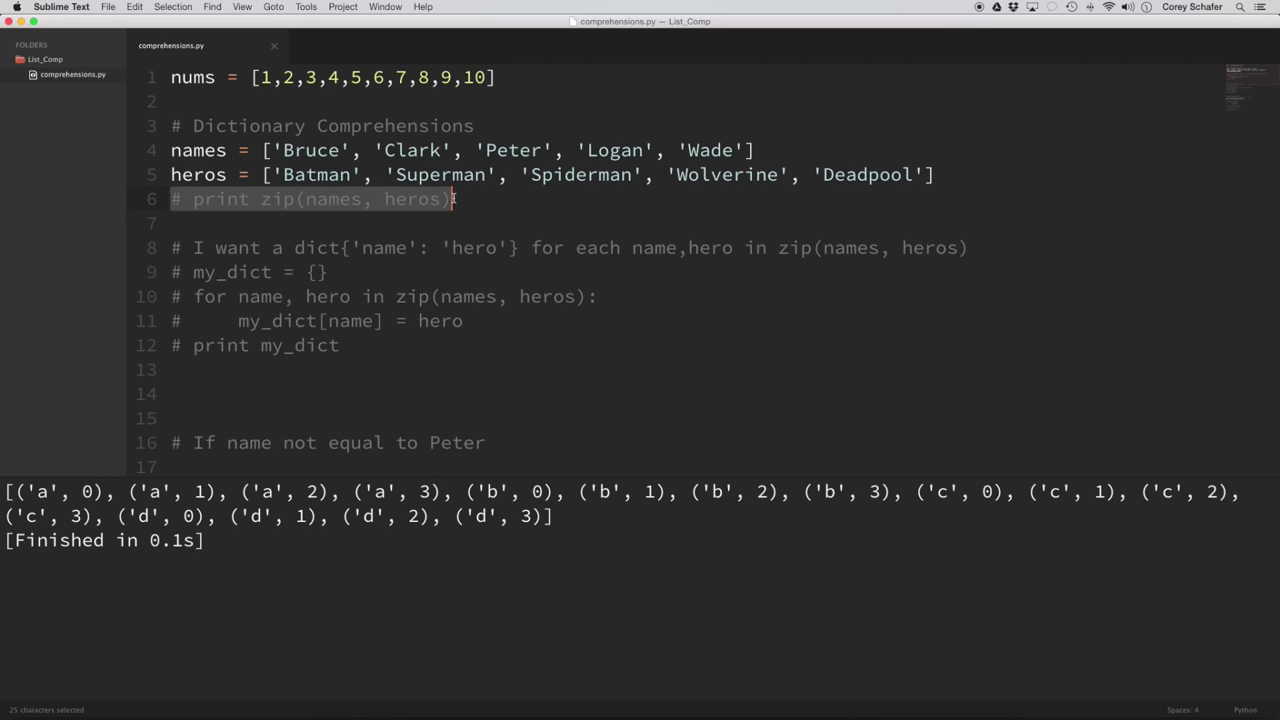 Sublime Text File Edit Selection Find View Goto Tools Project Window Help Corey Schafer
comprehensions.py — List_Comp
FOLDERS
List_Comp
comprehensions.py
comprehensions.py
1 nums = [1,2,3,4,5,6,7,8,9,10]
2
3 # Dictionary Comprehensions
4 names = ['Bruce', 'Clark', 'Peter', 'Logan', 'Wade']
5 heros = ['Batman', 'Superman', 'Spiderman', 'Wolverine', 'Deadpool']
6 # print zip(names, heros)
7
8 # I want a dict{'name': 'hero'} for each name,hero in zip(names, heros)
9 # my_dict = {}
10 # for name, hero in zip(names, heros):
11 #     my_dict[name] = hero
12 # print my_dict
13
14
15
16 # If name not equal to Peter
17
[('a', 0), ('a', 1), ('a', 2), ('a', 3), ('b', 0), ('b', 1), ('b', 2), ('b', 3), ('c', 0), ('c', 1), ('c', 2),
('c', 3), ('d', 0), ('d', 1), ('d', 2), ('d', 3)]
[Finished in 0.1s]
25 characters selected Spaces: 4 Python